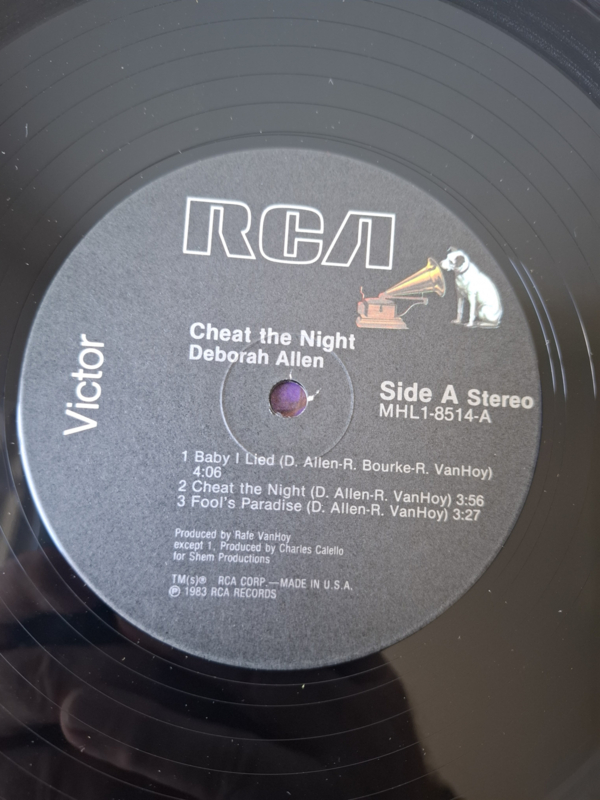 RCA
Victor
Cheat the Night
Deborah Allen
Side A Stereo
MHL1-8514-A
1 Baby I Lied (D. Allen-R. Bourke-R. VanHoy)
4:06
2 Cheat the Night (D. Allen-R. VanHoy) 3:56
3 Fool's Paradise (D. Allen-R. VanHoy) 3:27
Produced by Rafe VanHoy
except 1, Produced by Charles Calello
for Shem Productions
TM(s)® RCA CORP.—MADE IN U.S.A.
℗ 1983 RCA RECORDS